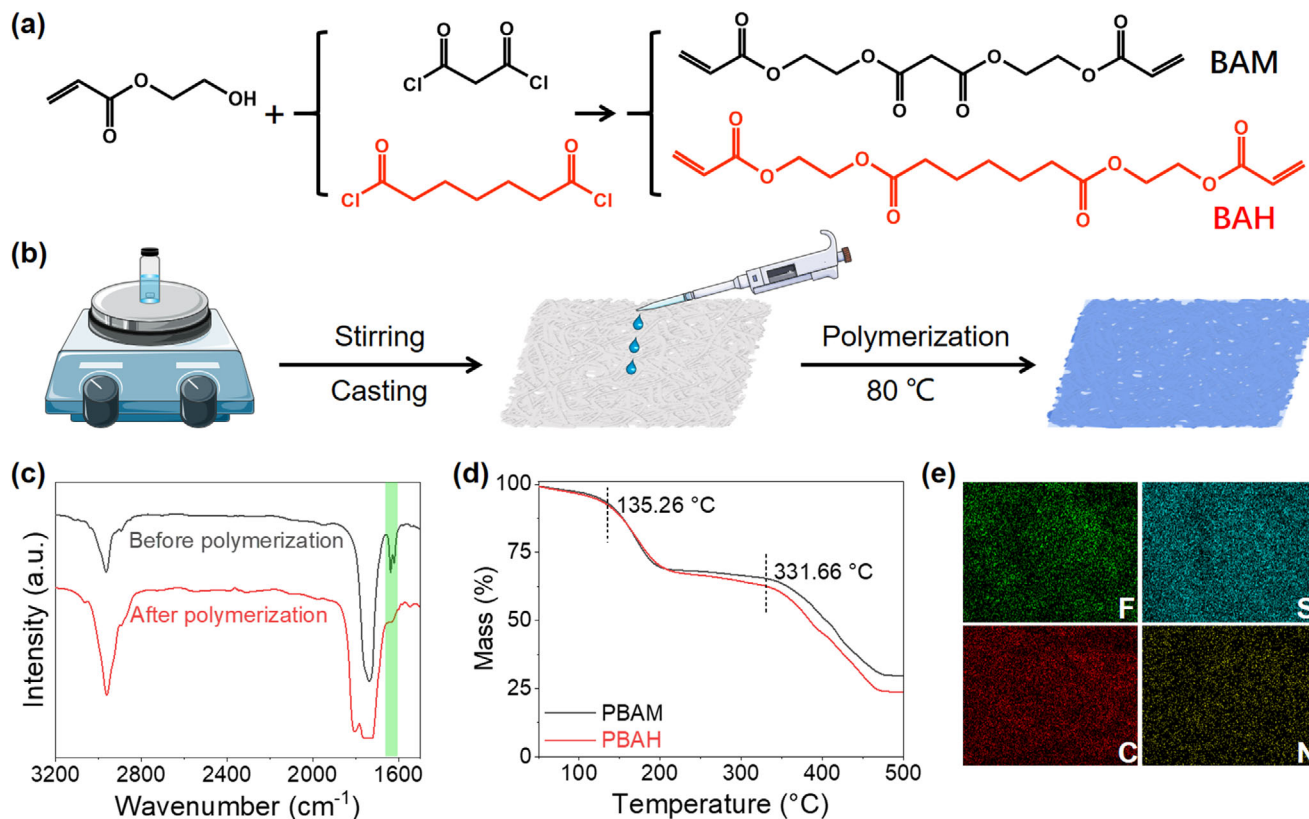 (a)
O
O
OH
+
O
O
Cl
Cl
O
O
Cl
Cl
O
O
O
O
O
O
O
O
BAM
O
O
O
O
O
O
O
O
BAH
(b)
Stirring
Casting
Polymerization
80 ℃
(c)
Intensity (a.u.)
Before polymerization
After polymerization
3200
2800
2400
2000
1600
Wavenumber (cm⁻¹)
(d)
Mass (%)
100
75
50
25
0
135.26 °C
331.66 °C
PBAM
PBAH
100
200
300
400
500
Temperature (°C)
(e)
F
S
C
N